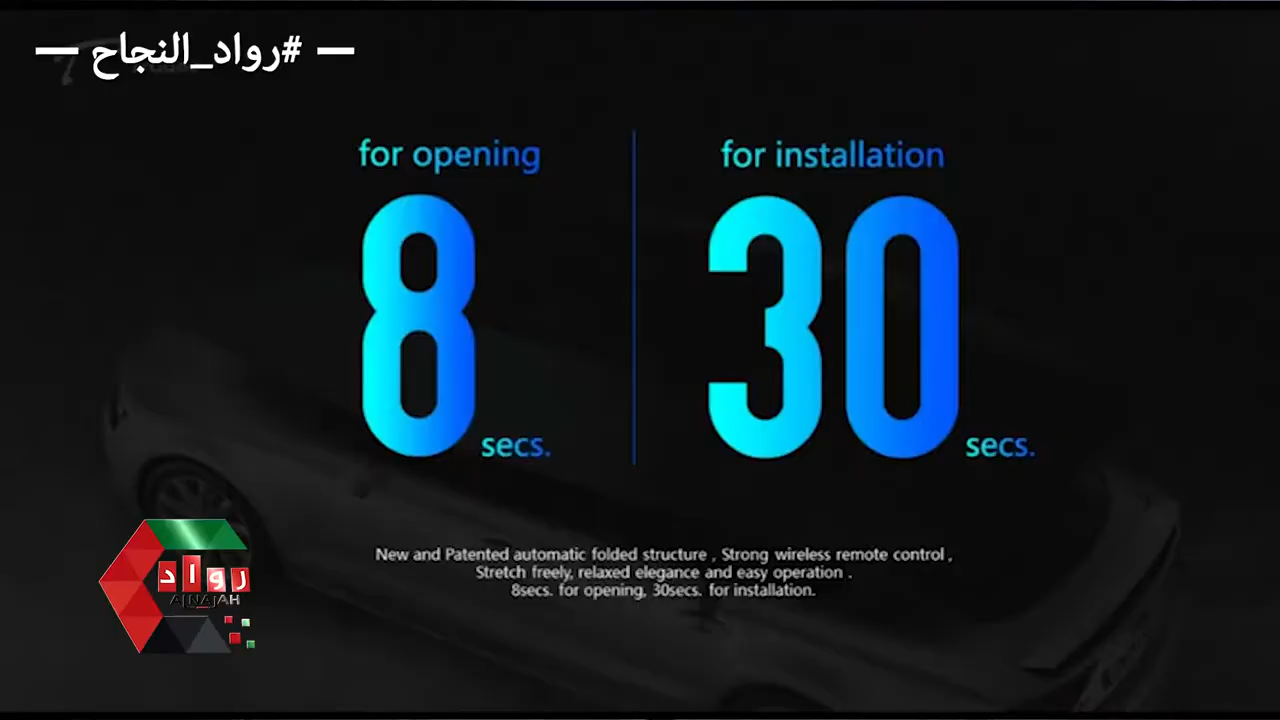 #رواد_النجاح
for opening
8 secs.
for installation
30 secs.
New and Patented automatic folded structure , Strong wireless remote control ,
Stretch freely, relaxed elegance and easy operation .
8secs. for opening, 30secs. for installation.
رواد
ALNAJAH